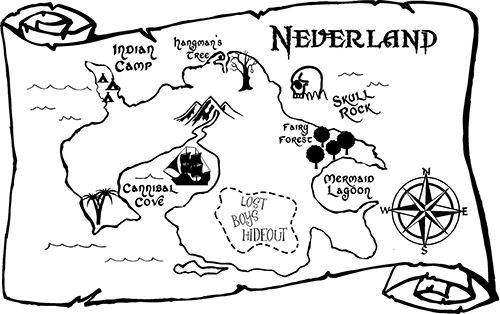 NEVERLAND
INDIAN
CAMP
HANGMAN'S
TREE
SKULL
ROCK
FAIRY
FOREST
MERMAID
LAGOON
CANNIBAL
COVE
LOST
BOYS
HIDEOUT
N
W E
S